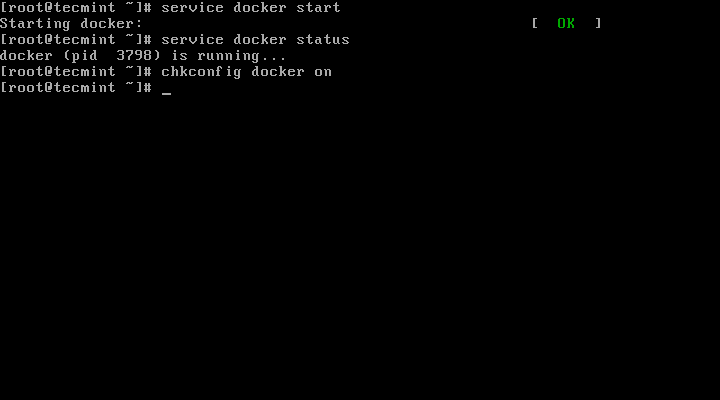 [root@tecmint ~]# service docker start
Starting docker:                                           [  OK  ]
[root@tecmint ~]# service docker status
docker (pid  3798) is running...
[root@tecmint ~]# chkconfig docker on
[root@tecmint ~]# _